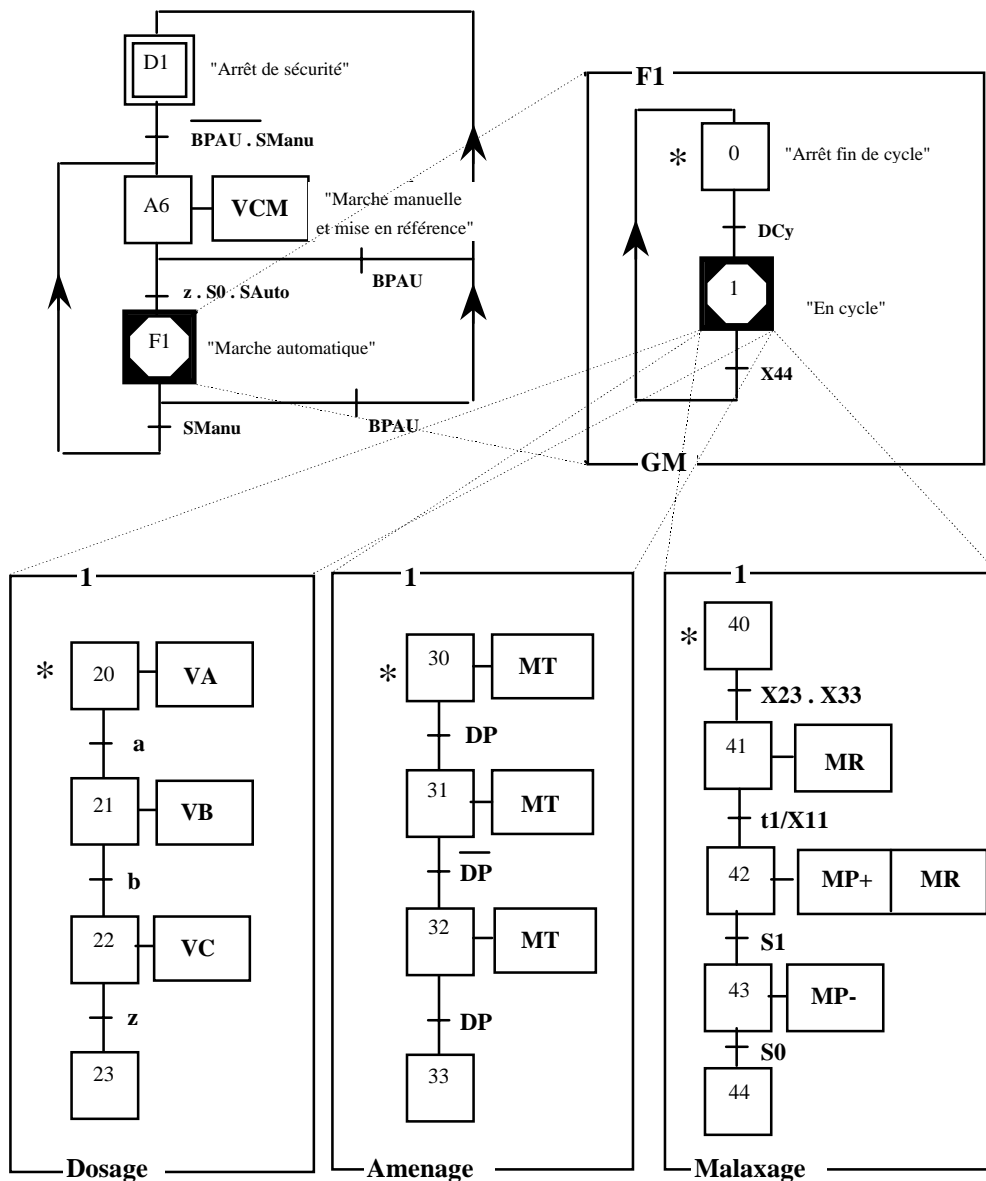 D1
"Arrêt de sécurité"
B̅P̅A̅U̅ . SManu
A6
VCM
"Marche manuelle
et mise en référence"
BPAU
z . S0 . SAuto
F1
"Marche automatique"
SManu
BPAU
F1
*
0
"Arrêt fin de cycle"
DCy
1
"En cycle"
X44
GM
1
*
20
VA
a
21
VB
b
22
VC
z
23
Dosage
1
*
30
MT
DP
31
MT
D̅P̅
32
MT
DP
33
Amenage
1
*
40
X23 . X33
41
MR
t1/X11
42
MP+
MR
S1
43
MP-
S0
44
Malaxage